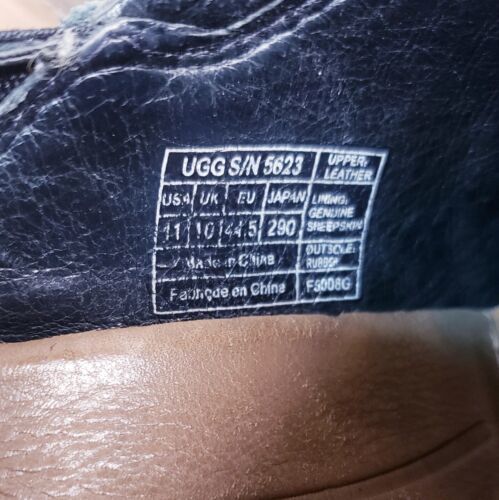 UGG S/N 5623
UPPER:
LEATHER
USA UK EU JAPAN
11 10 44.5 290
LINING:
GENUINE
SHEEPSKIN
Made in China
OUTSOLE:
RUBBER
Fabriqué en China
F5008G